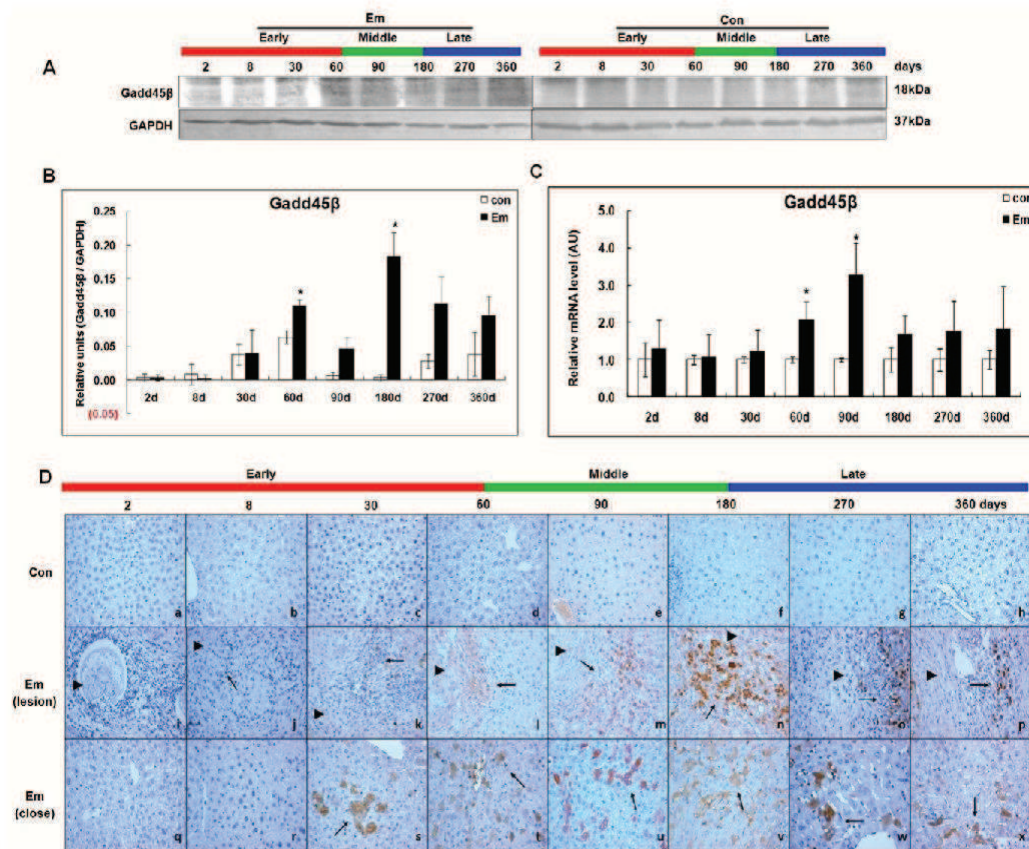 Em Con
Early Middle Late Early Middle Late
A 2 8 30 60 90 180 270 360 2 8 30 60 90 180 270 360 days
Gadd45β 18kDa
GAPDH 37kDa
B
Gadd45β
con
Em
Relative units (Gadd45β / GAPDH)
0.25
0.20
0.15
0.10
0.05
0.00
(0.05)
* *
2d 8d 30d 60d 90d 180d 270d 360d
C
Gadd45β
con
Em
Relative mRNA level (AU)
5.0
4.0
3.0
2.0
1.0
0.0
* *
2d 8d 30d 60d 90d 180d 270d 360d
D Early Middle Late
2 8 30 60 90 180 270 360 days
Con a b c d e f g h
Em
(lesion) i j k l m n o p
Em
(close) q r s t u v w x